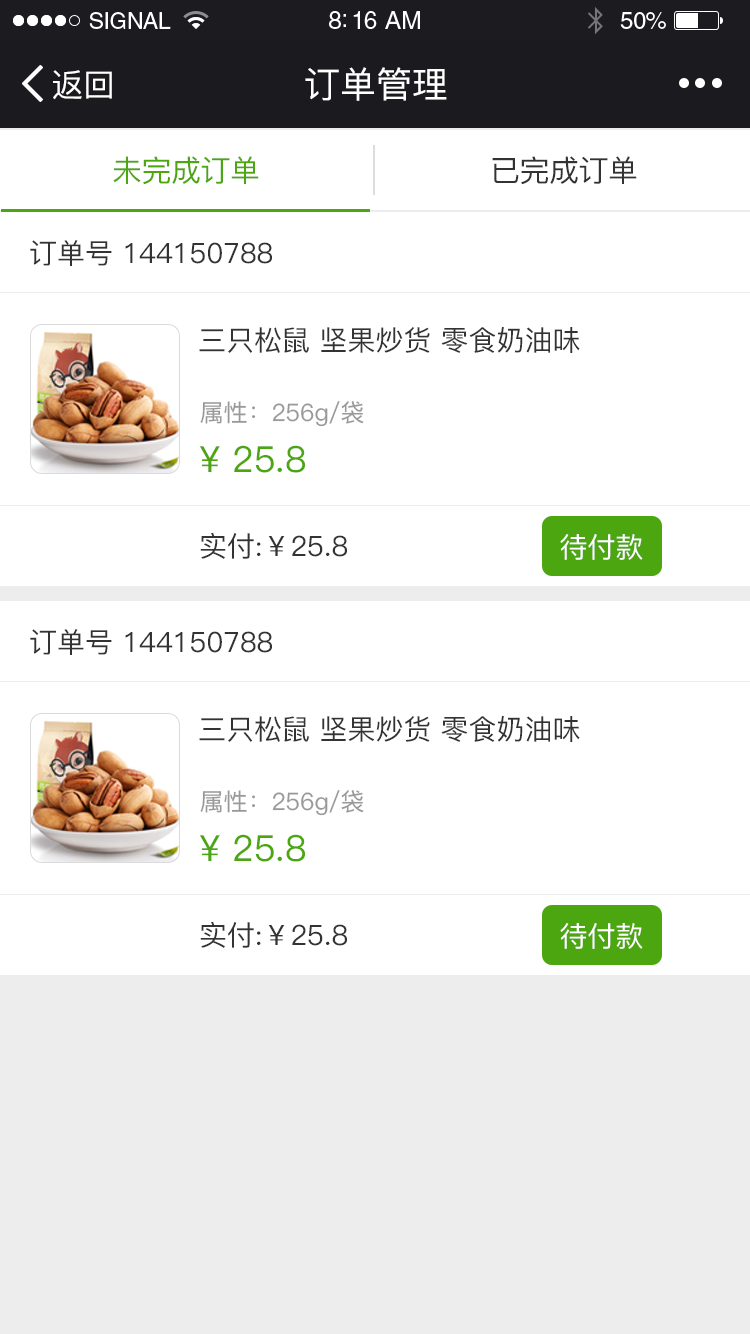 SIGNAL 8:16 AM 50%
返回 订单管理
未完成订单 已完成订单
订单号 144150788
三只松鼠 坚果炒货 零食奶油味
属性：256g/袋
¥ 25.8
实付:¥25.8 待付款
订单号 144150788
三只松鼠 坚果炒货 零食奶油味
属性：256g/袋
¥ 25.8
实付:¥25.8 待付款